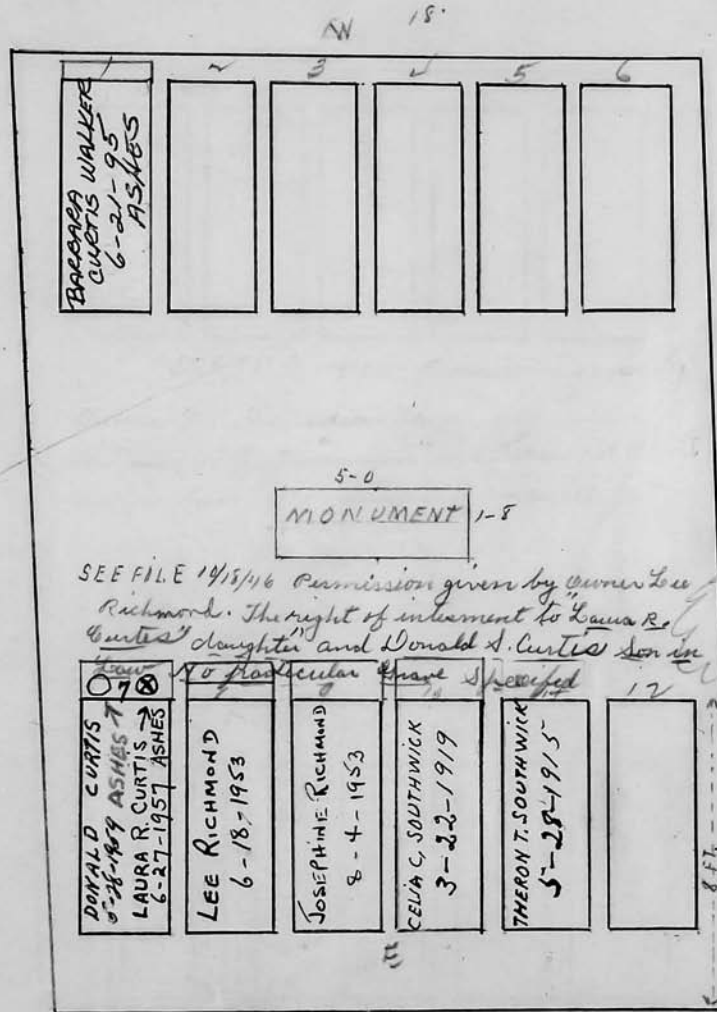 18'
1 2 3 4 5 6
BARBARA
CURTIS WALKER
6-21-95
ASHES
5-0
MONUMENT 1-8
SEE FILE Permission given by owner Lee
Richmond. The right of interment to "Laura R.
Curtis" daughter and Donald S. Curtis Son in
Law No particular Grave Specified
7 12
DONALD CURTIS
ASHES
LAURA R. CURTIS →
6-27-1957 ASHES
LEE RICHMOND
6-18-1953
JOSEPHINE RICHMOND
8-4-1953
CELIA C. SOUTHWICK
3-22-1919
THERON T. SOUTHWICK
5-28-1915
8 FT.